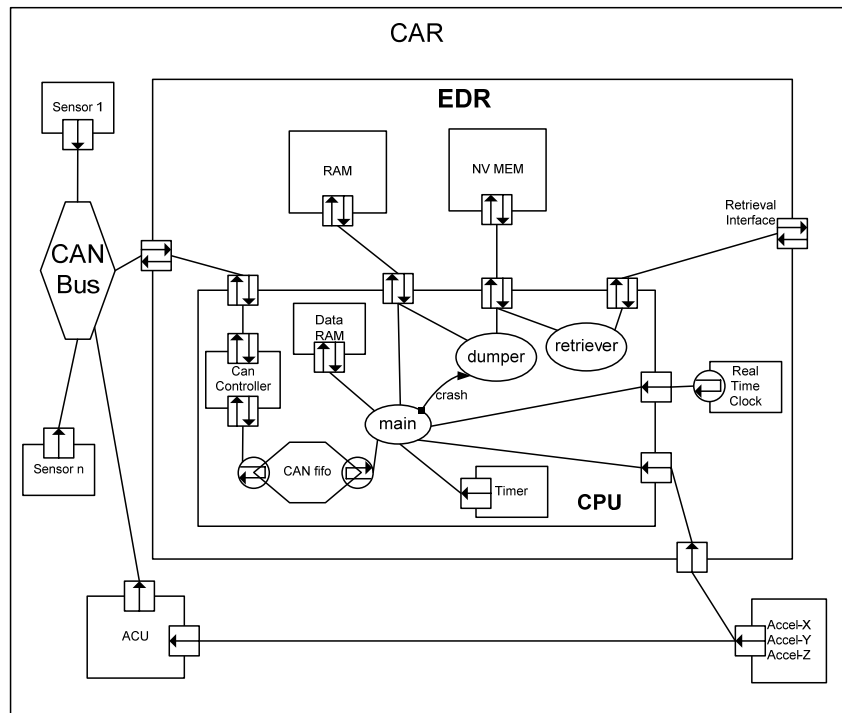 CAR
EDR
Sensor 1
RAM
NV MEM
Retrieval
Interface
CAN
Bus
Data
RAM
dumper
retriever
Can
Controller
crash
Real
Time
Clock
main
Sensor n
CAN fifo
Timer
CPU
ACU
Accel-X
Accel-Y
Accel-Z